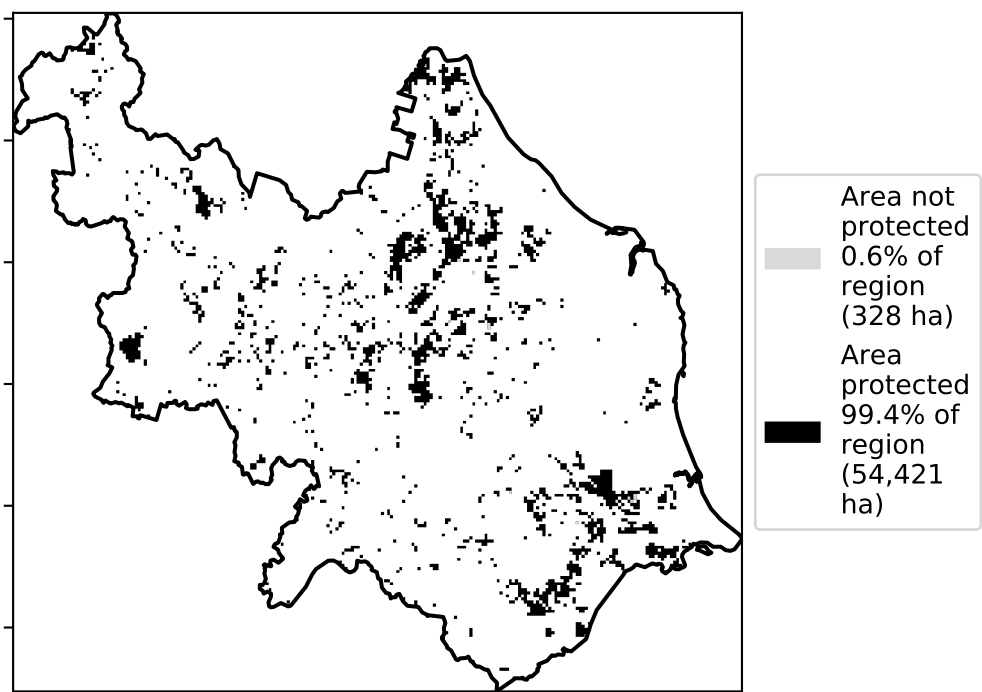 Area not
protected
0.6% of
region
(328 ha)
Area
protected
99.4% of
region
(54,421
ha)